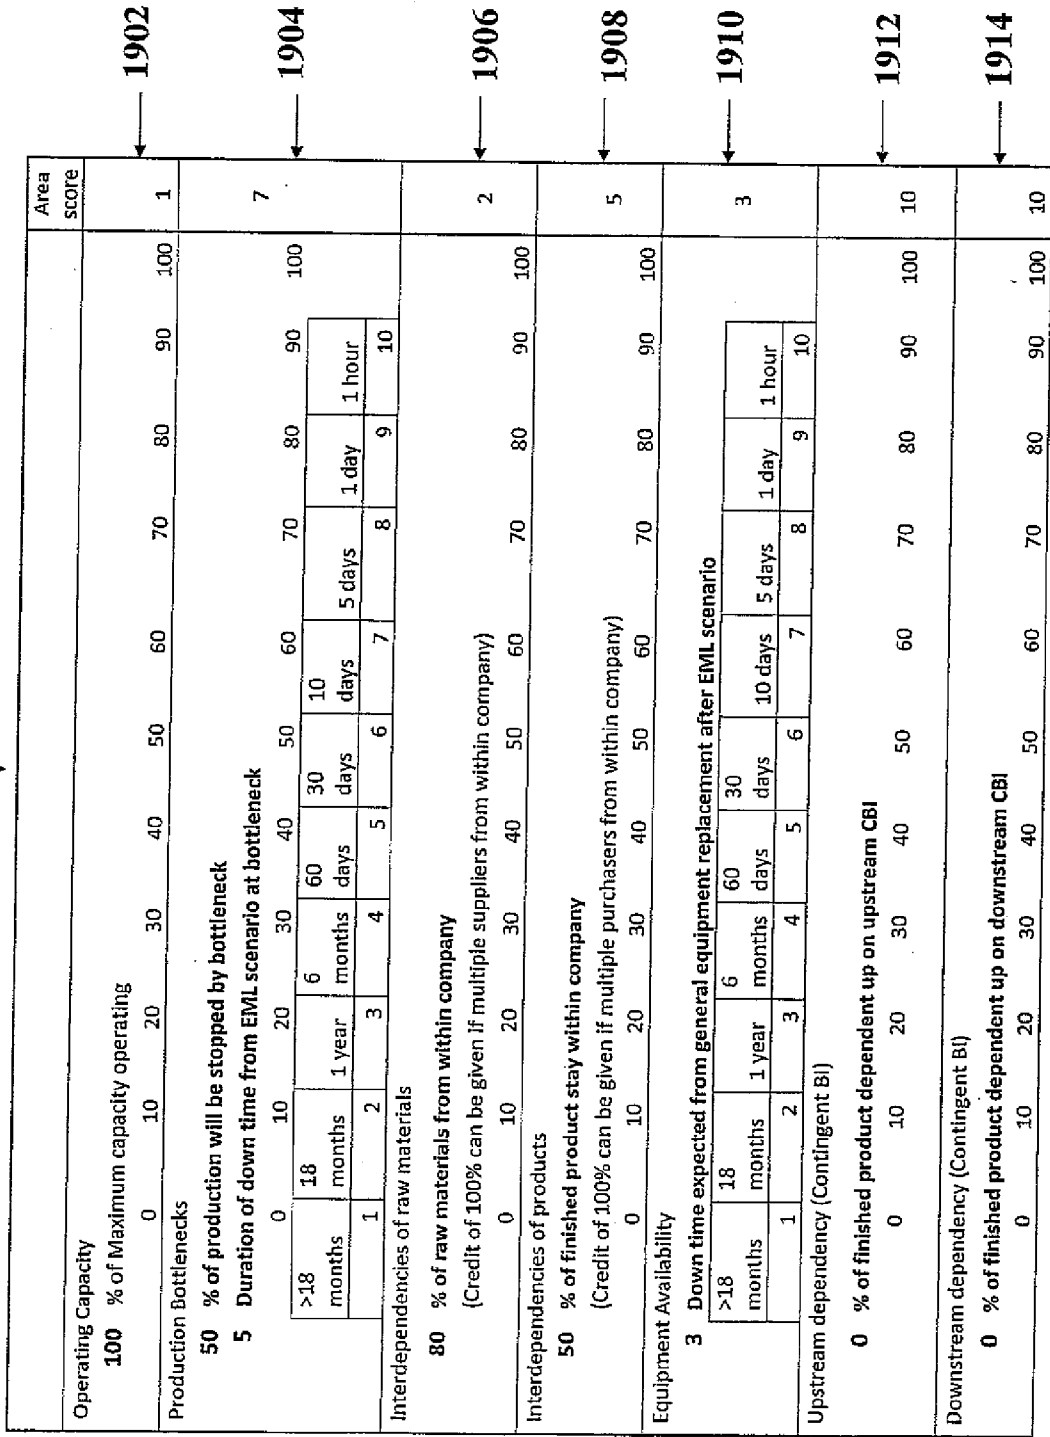 Area
score
Operating Capacity
100 % of Maximum capacity operating
0 10 20 30 40 50 60 70 80 90 100 1
1902
Production Bottlenecks
50 % of production will be stopped by bottleneck
5 Duration of down time from EML scenario at bottleneck
0 10 20 30 40 50 60 70 80 90 100 7
1904
>18 months 18 months 1 year 6 months 60 days 30 days 10 days 5 days 1 day 1 hour
1 2 3 4 5 6 7 8 9 10
Interdependencies of raw materials
80 % of raw materials from within company
(Credit of 100% can be given if multiple suppliers from within company)
0 10 20 30 40 50 60 70 80 90 100 2
1906
Interdependencies of products
50 % of finished product stay within company
(Credit of 100% can be given if multiple purchasers from within company)
0 10 20 30 40 50 60 70 80 90 100 5
1908
Equipment Availability
3 Down time expected from general equipment replacement after EML scenario
>18 months 18 months 1 year 6 months 60 days 30 days 10 days 5 days 1 day 1 hour
1 2 3 4 5 6 7 8 9 10
3
1910
Upstream dependency (Contingent BI)
0 % of finished product dependent up on upstream CBI
0 10 20 30 40 50 60 70 80 90 100 10
1912
Downstream dependency (Contingent BI)
0 % of finished product dependent up on downstream CBI
0 10 20 30 40 50 60 70 80 90 100 10
1914